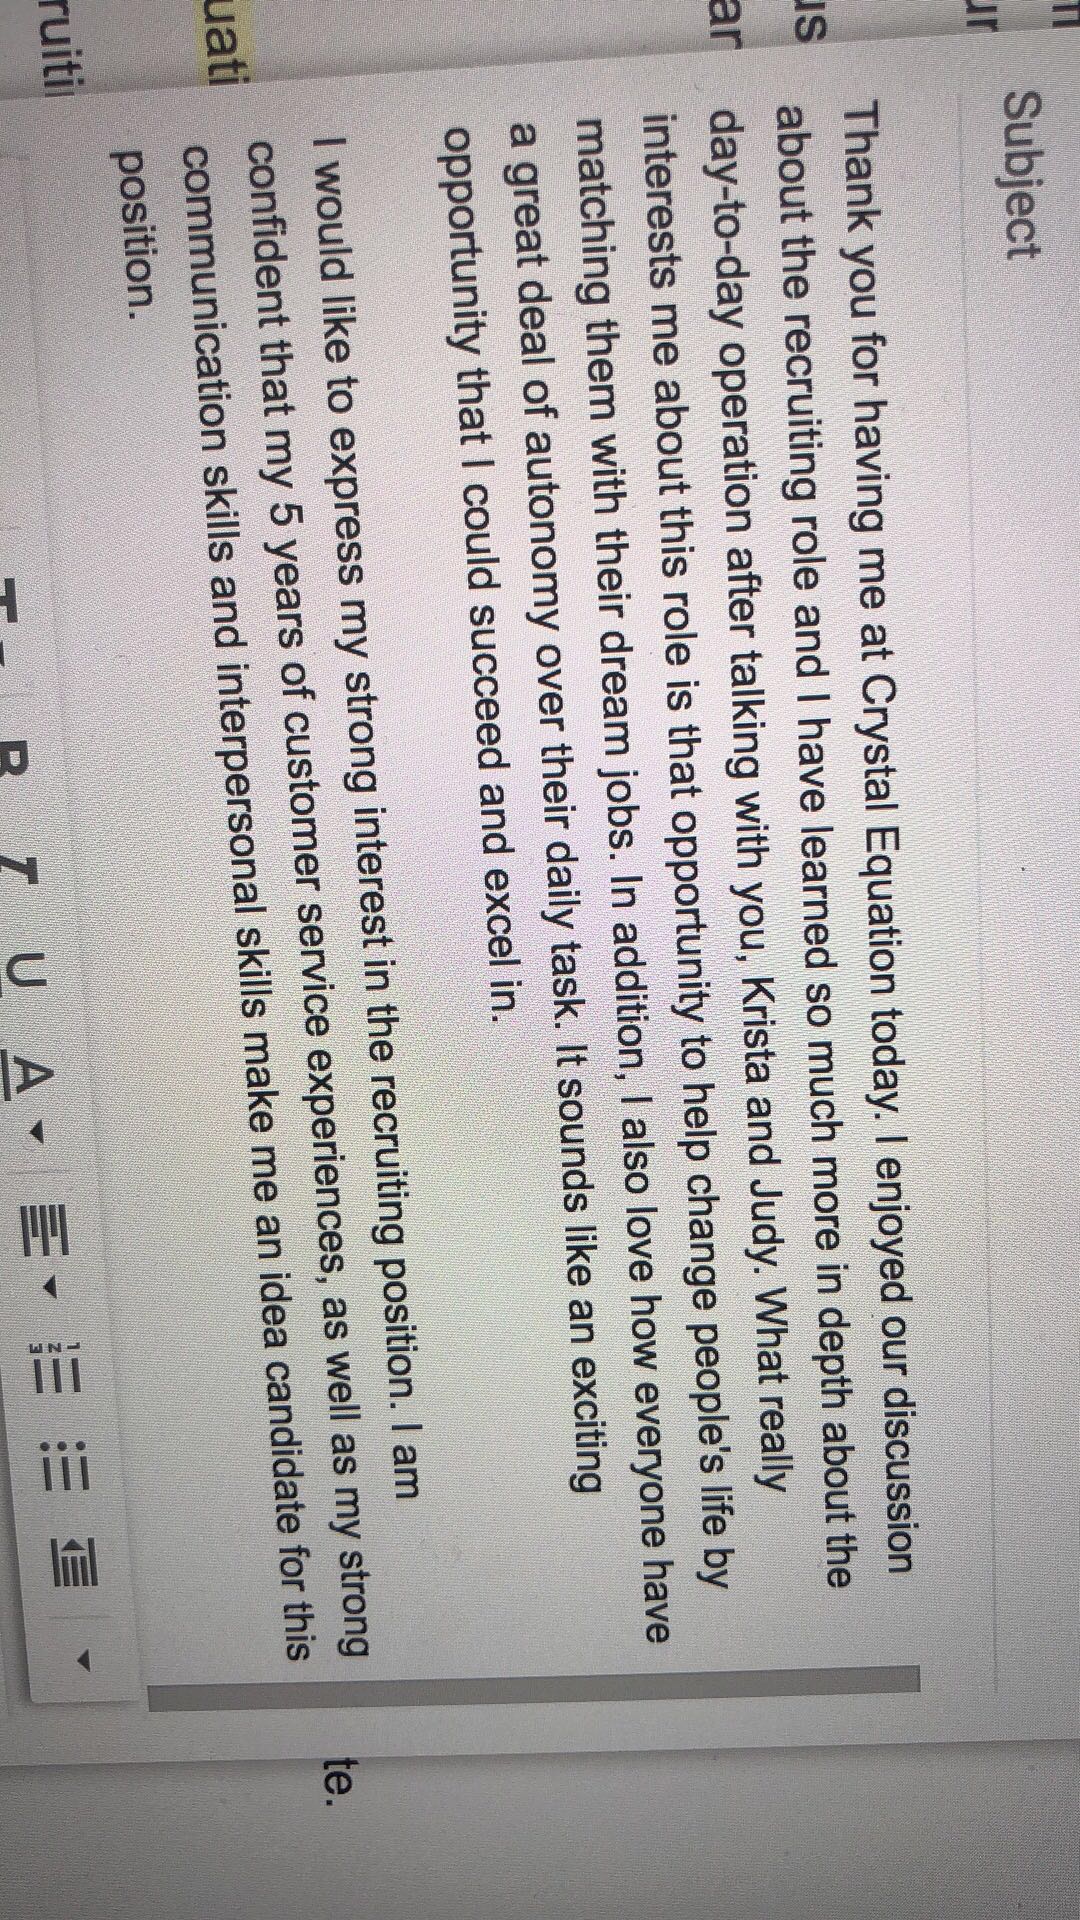 Subject
Thank you for having me at Crystal Equation today. I enjoyed our discussion
about the recruiting role and I have learned so much more in depth about the
day-to-day operation after talking with you, Krista and Judy. What really
interests me about this role is that opportunity to help change people's life by
matching them with their dream jobs. In addition, I also love how everyone have
a great deal of autonomy over their daily task. It sounds like an exciting
opportunity that I could succeed and excel in.
I would like to express my strong interest in the recruiting position. I am
confident that my 5 years of customer service experiences, as well as my strong
communication skills and interpersonal skills make me an idea candidate for this
position.
te.
us
ar
uati
ruiti
B I U A